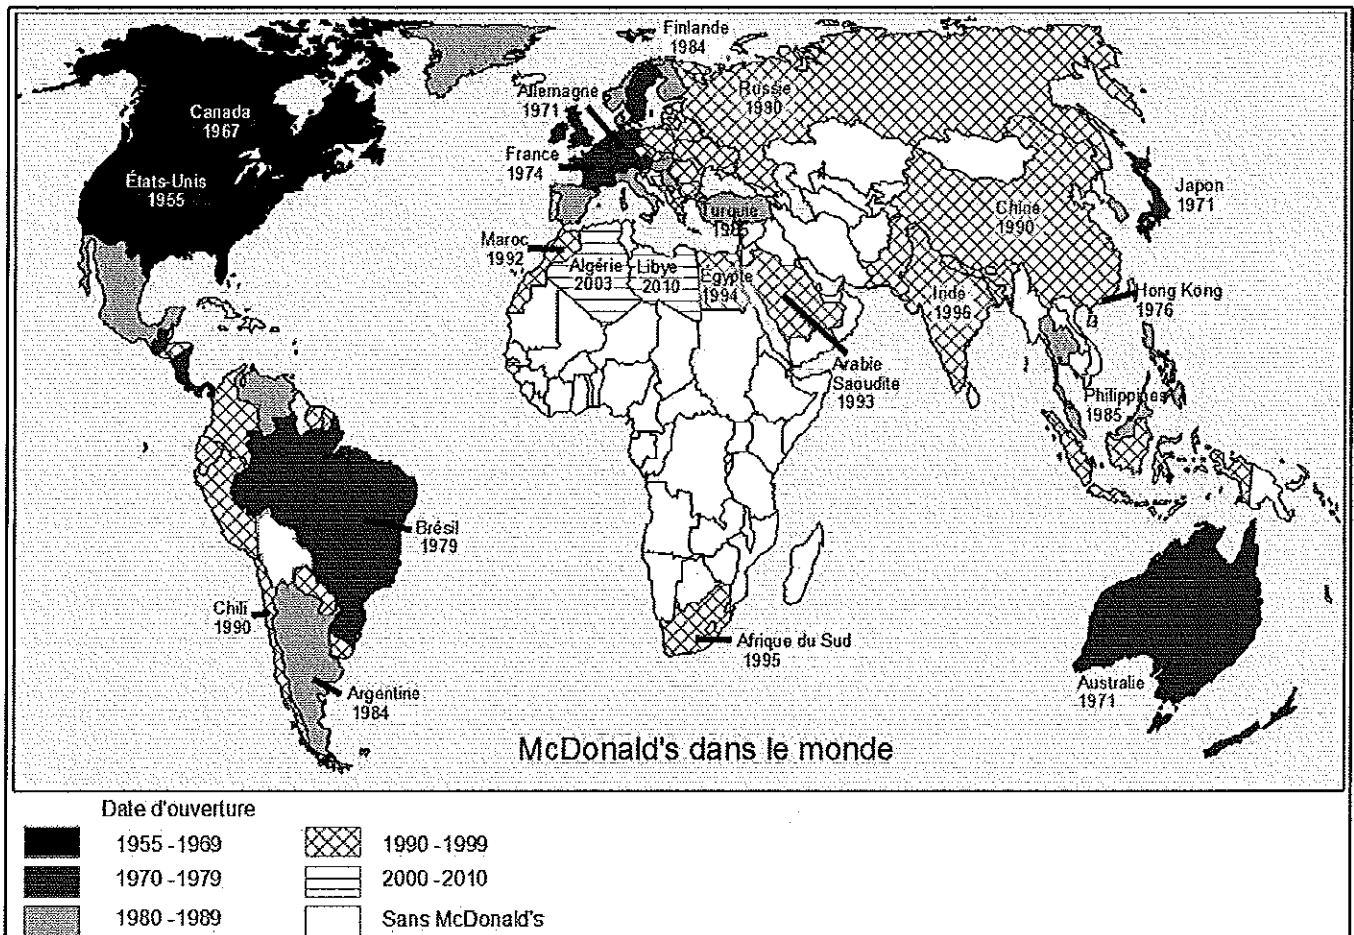 Finlande
1984
Allemagne
1971
Russie
1990
Canada
1967
France
1974
États-Unis
1955
Japon
1971
Turquie
1985
Chine
1990
Maroc
1992
Algérie
2003
Libye
2010
Égypte
1994
Inde
1996
Hong Kong
1976
Arabie
Saoudite
1993
Philippines
1985
Brésil
1979
Chili
1990
Afrique du Sud
1995
Argentine
1984
Australie
1971
McDonald's dans le monde
Date d'ouverture
1955 -1969
1990 -1999
1970 -1979
2000 -2010
1980 -1989
Sans McDonald's